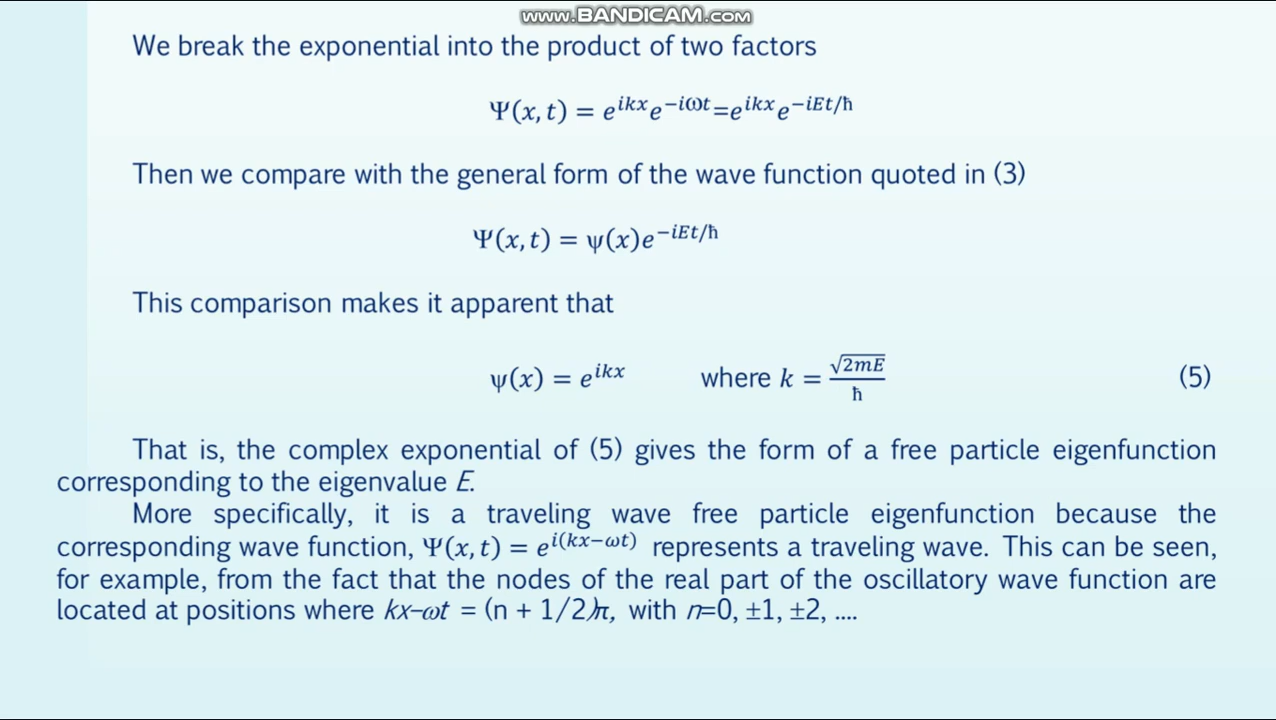 www.BANDICAM.com
We break the exponential into the product of two factors
Ψ(x, t) = e^{ikx}e^{−iωt}=e^{ikx}e^{−iEt/ħ}
Then we compare with the general form of the wave function quoted in (3)
Ψ(x, t) = ψ(x)e^{−iEt/ħ}
This comparison makes it apparent that
ψ(x) = e^{ikx} where k = √(2mE)/ħ (5)
That is, the complex exponential of (5) gives the form of a free particle eigenfunction
corresponding to the eigenvalue E.
More specifically, it is a traveling wave free particle eigenfunction because the
corresponding wave function, Ψ(x, t) = e^{i(kx−ωt)} represents a traveling wave. This can be seen,
for example, from the fact that the nodes of the real part of the oscillatory wave function are
located at positions where kx–ωt = (n + 1/2)π, with n=0, ±1, ±2, ....